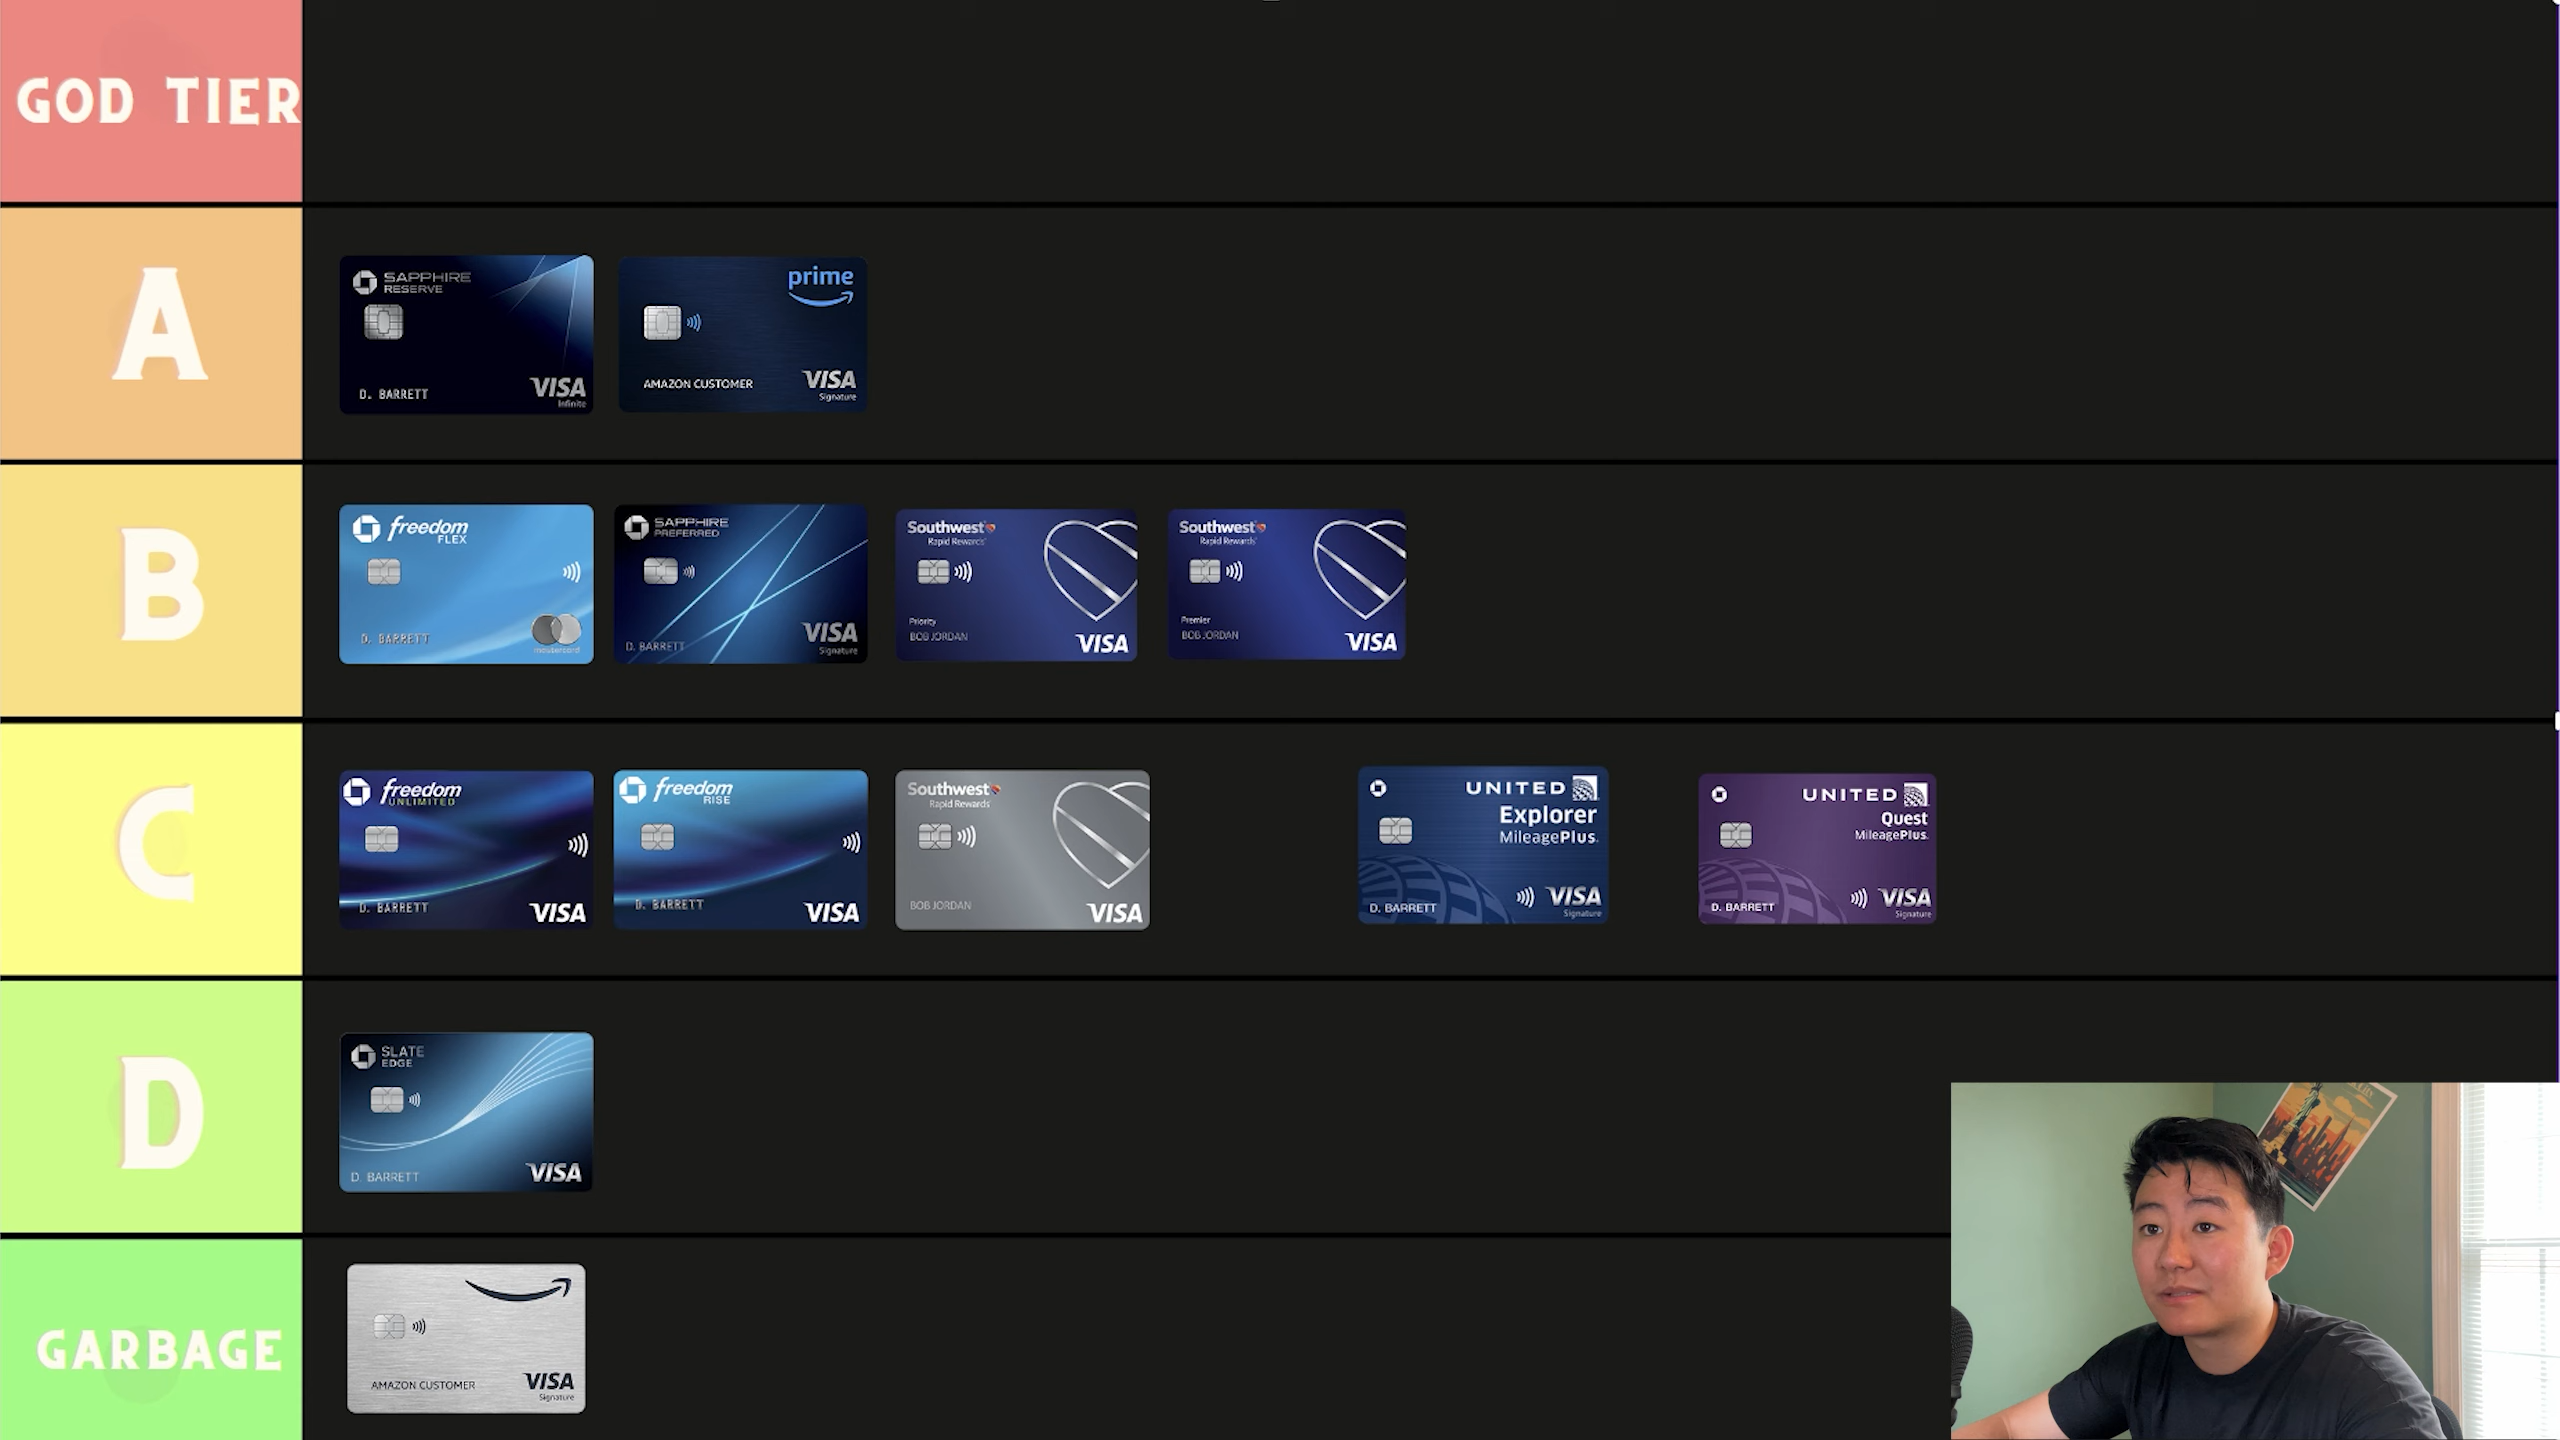 GOD TIER
A
SAPPHIRE
RESERVE
D. BARRETT
VISA
Infinite
prime
AMAZON CUSTOMER
VISA
Signature
B
freedom
FLEX
D. BARRETT
mastercard
SAPPHIRE
PREFERRED
D. BARRETT
VISA
Signature
Southwest
Rapid Rewards
Priority
BOB JORDAN
VISA
Southwest
Rapid Rewards
Premier
BOB JORDAN
VISA
C
freedom
UNLIMITED
D. BARRETT
VISA
freedom
RISE
D. BARRETT
VISA
Southwest
Rapid Rewards
BOB JORDAN
VISA
UNITED
Explorer
MileagePlus.
D. BARRETT
VISA
Signature
UNITED
Quest
MileagePlus.
D. BARRETT
VISA
Signature
D
SLATE
EDGE
D. BARRETT
VISA
GARBAGE
AMAZON CUSTOMER
VISA
Signature